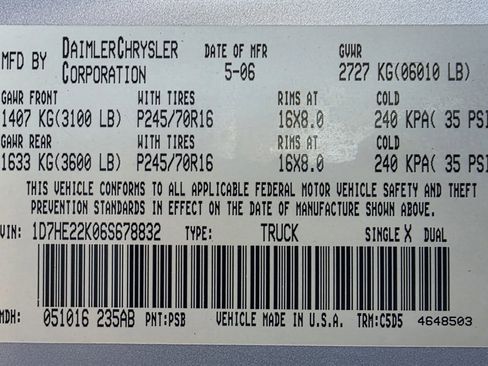 MFD BY DAIMLERCHRYSLER CORPORATION DATE OF MFR 5-06 GVWR 2727 KG(06010 LB)
GAWR FRONT WITH TIRES RIMS AT COLD
1407 KG(3100 LB) P245/70R16 16X8.0 240 KPA( 35 PSI
GAWR REAR WITH TIRES RIMS AT COLD
1633 KG(3600 LB) P245/70R16 16X8.0 240 KPA( 35 PSI
THIS VEHICLE CONFORMS TO ALL APPLICABLE FEDERAL MOTOR VEHICLE SAFETY AND THEFT
PREVENTION STANDARDS IN EFFECT ON THE DATE OF MANUFACTURE SHOWN ABOVE.
VIN: 1D7HE22K06S678832 TYPE: TRUCK SINGLE X DUAL
MDH: 051016 235AB PNT:PSB VEHICLE MADE IN U.S.A. TRM:C5D5 4648503